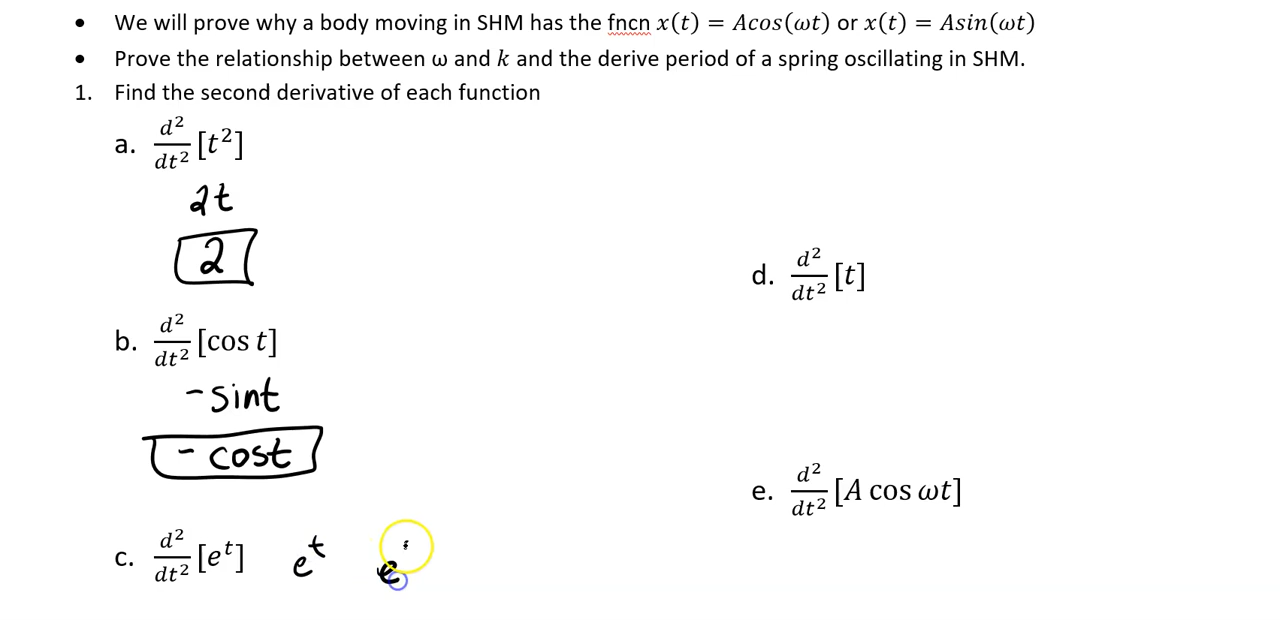 • We will prove why a body moving in SHM has the fncn x(t) = Acos(ωt) or x(t) = Asin(ωt)
• Prove the relationship between ω and k and the derive period of a spring oscillating in SHM.
1. Find the second derivative of each function
a. d²/dt² [t²]
2t
2
b. d²/dt² [cos t]
-sint
-cost
c. d²/dt² [eᵗ] eᵗ e
d. d²/dt² [t]
e. d²/dt² [A cos ωt]